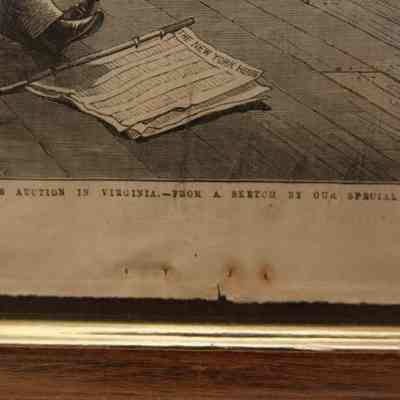 THE NEW YORK
AUCTION IN VIRGINIA.—FROM A SKETCH BY OUR SPECIAL